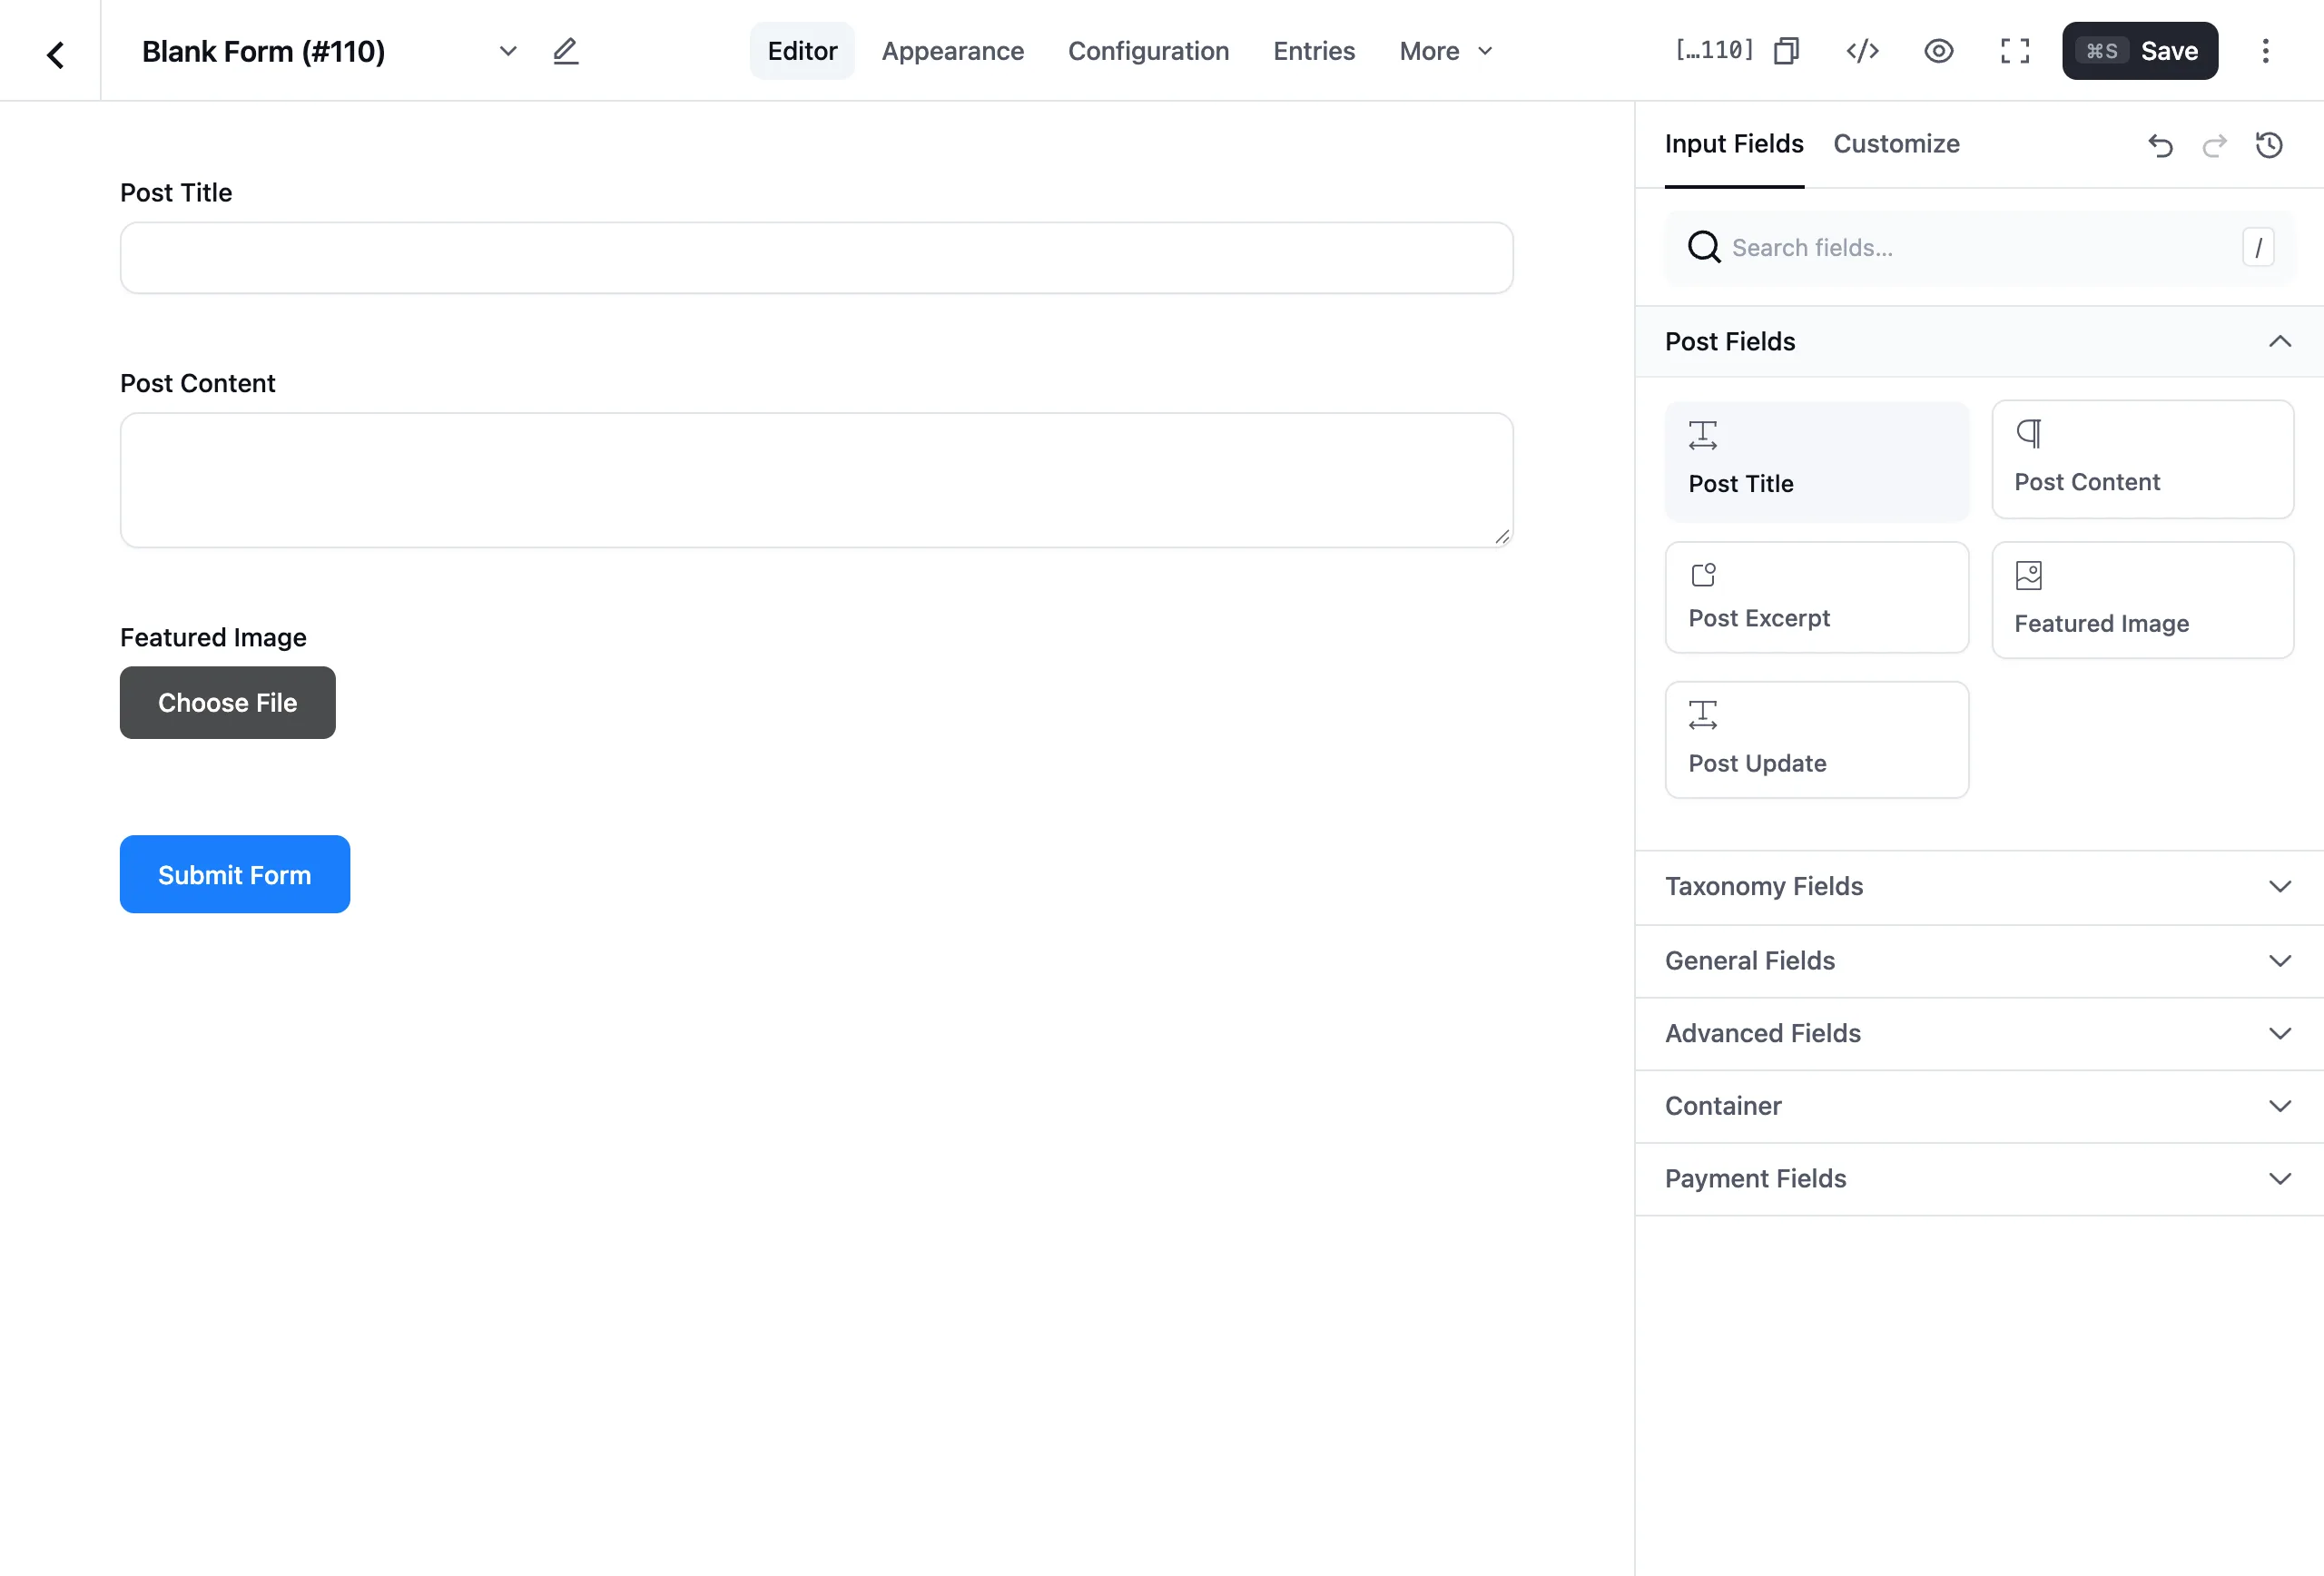 Blank Form (#110)
Editor
Appearance
Configuration
Entries
More
[…110]
⌘S Save
Post Title
Post Content
Featured Image
Choose File
Submit Form
Input Fields
Customize
Search fields...
/
Post Fields
Post Title
Post Content
Post Excerpt
Featured Image
Post Update
Taxonomy Fields
General Fields
Advanced Fields
Container
Payment Fields